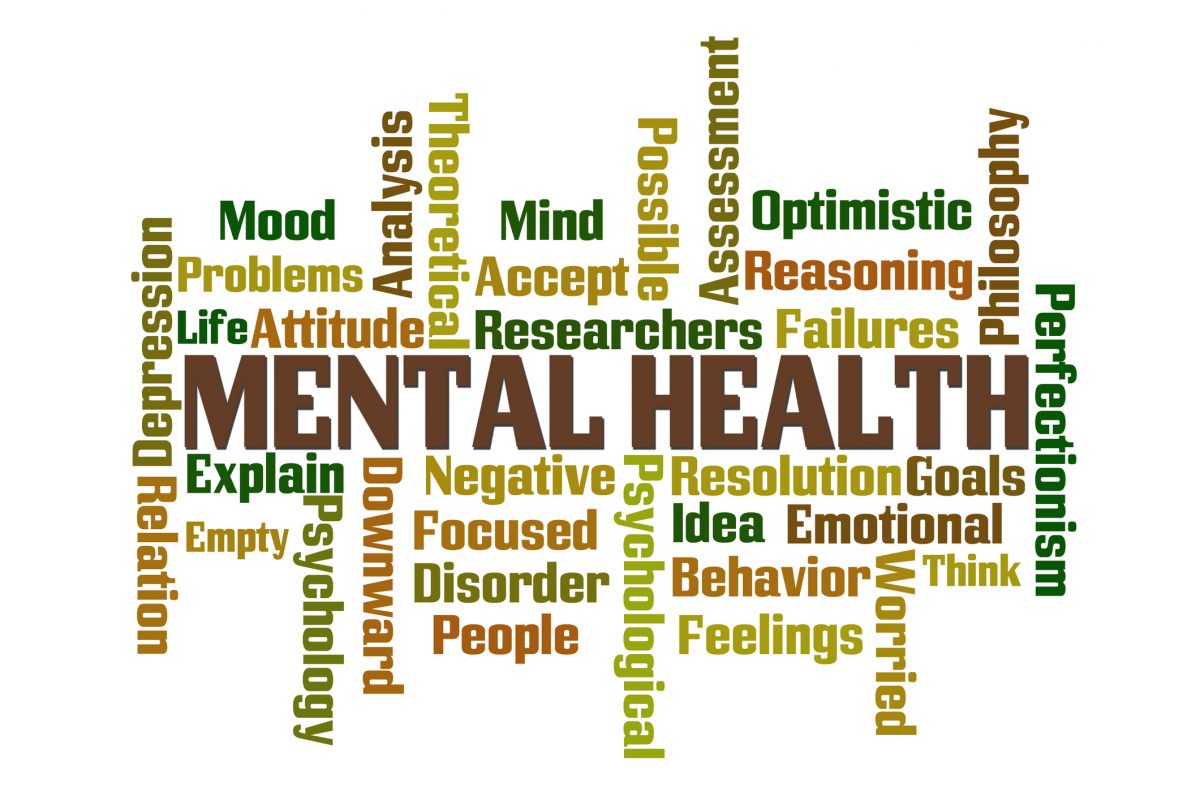 Assessment
Theoretical
Analysis
Possible
Philosophy
Mood
Mind
Optimistic
Depression
Problems
Accept
Reasoning
Life
Attitude
Researchers
Failures
Perfectionism
MENTAL HEALTH
Explain
Downward
Negative
Psychological
Resolution
Goals
Relation
Empty
Psychology
Focused
Idea
Emotional
Disorder
Behavior
Worried
Think
People
Feelings